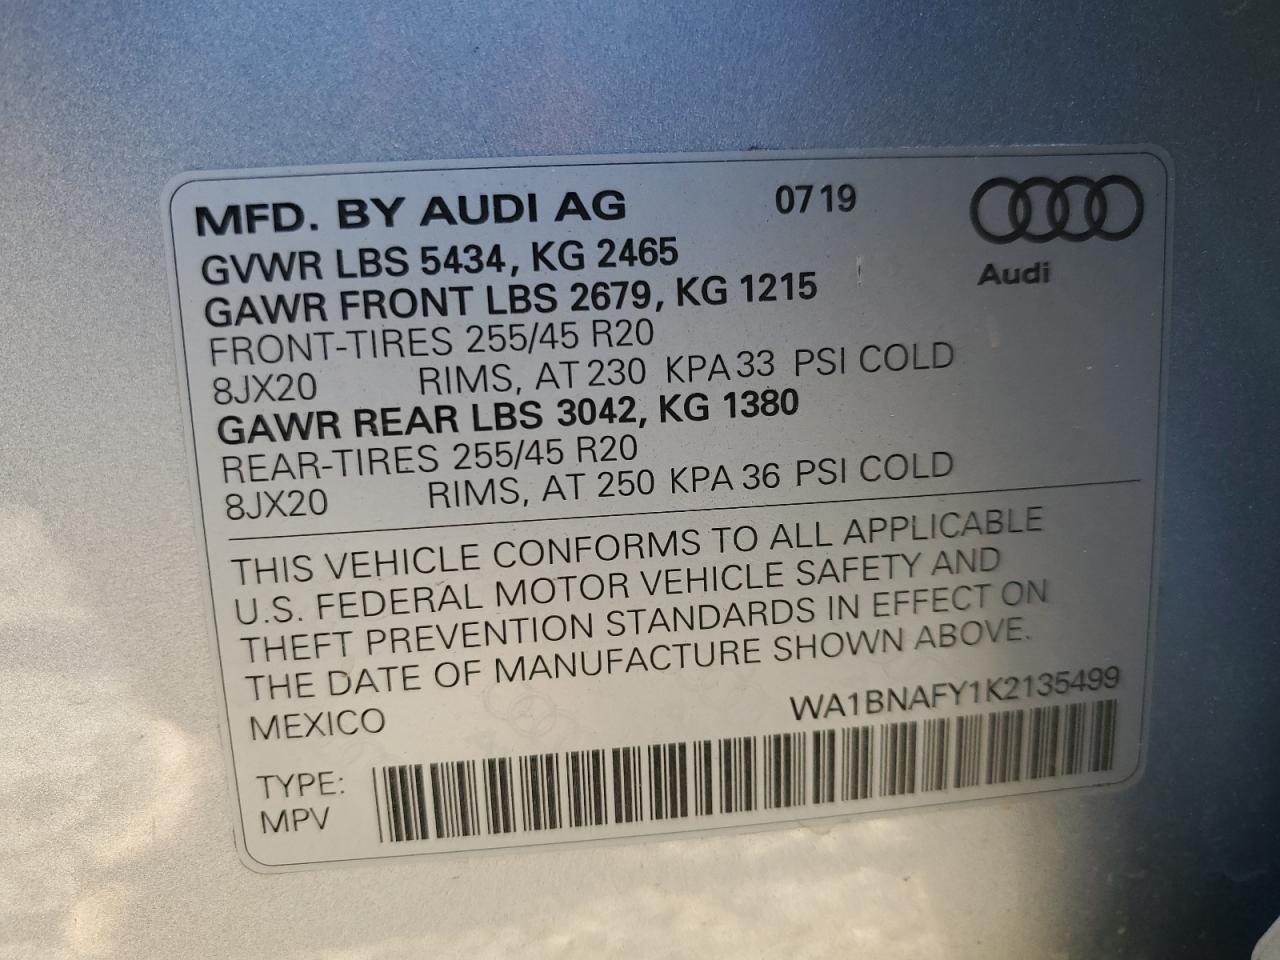 MFD. BY AUDI AG 0719
Audi
GVWR LBS 5434, KG 2465
GAWR FRONT LBS 2679, KG 1215
FRONT-TIRES 255/45 R20
8JX20 RIMS, AT 230 KPA 33 PSI COLD
GAWR REAR LBS 3042, KG 1380
REAR-TIRES 255/45 R20
8JX20 RIMS, AT 250 KPA 36 PSI COLD
THIS VEHICLE CONFORMS TO ALL APPLICABLE
U.S. FEDERAL MOTOR VEHICLE SAFETY AND
THEFT PREVENTION STANDARDS IN EFFECT ON
THE DATE OF MANUFACTURE SHOWN ABOVE.
MEXICO WA1BNAFY1K2135499
TYPE:
MPV